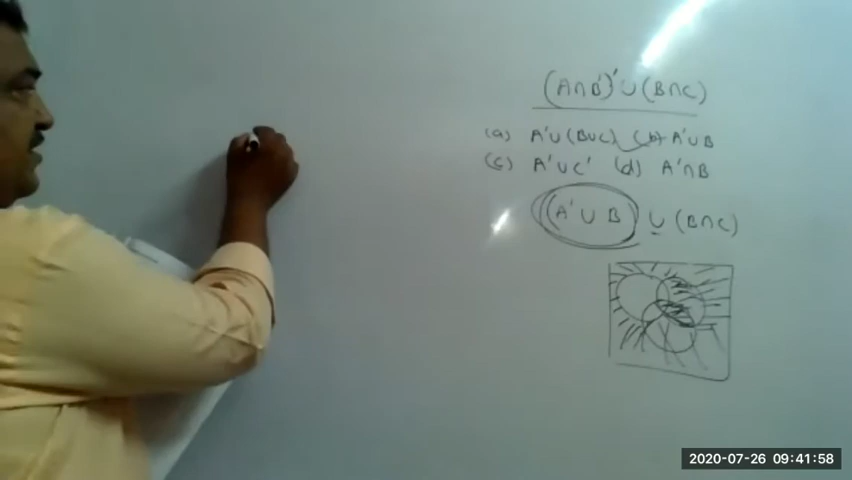 (A∩B')'∪(B∩C)
(a) A'∪(B∪C) (b) A'∪B
(c) A'∪C' (d) A'∩B
(A'∪B) ∪ (B∩C)
2020-07-26 09:41:58